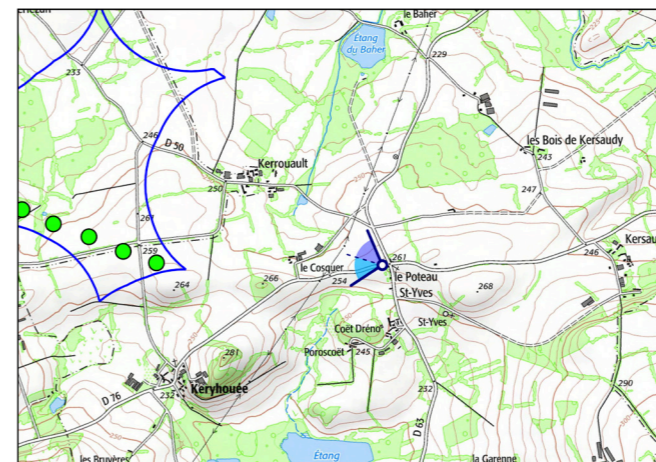 le Baher
Étang
du Baher
233
229
246
D 50
Kerrouault
les Bois de Kersaudy
243
250
247
261
259
261
246
Kersau
le Cosquer
266
254
264
le Poteau
St-Yves
268
Coët Dréno
St-Yves
Poroscoët
245
281
Keryhouée
232
D 76
232
290
D 63
les Bruyères
Étang
la Garenne